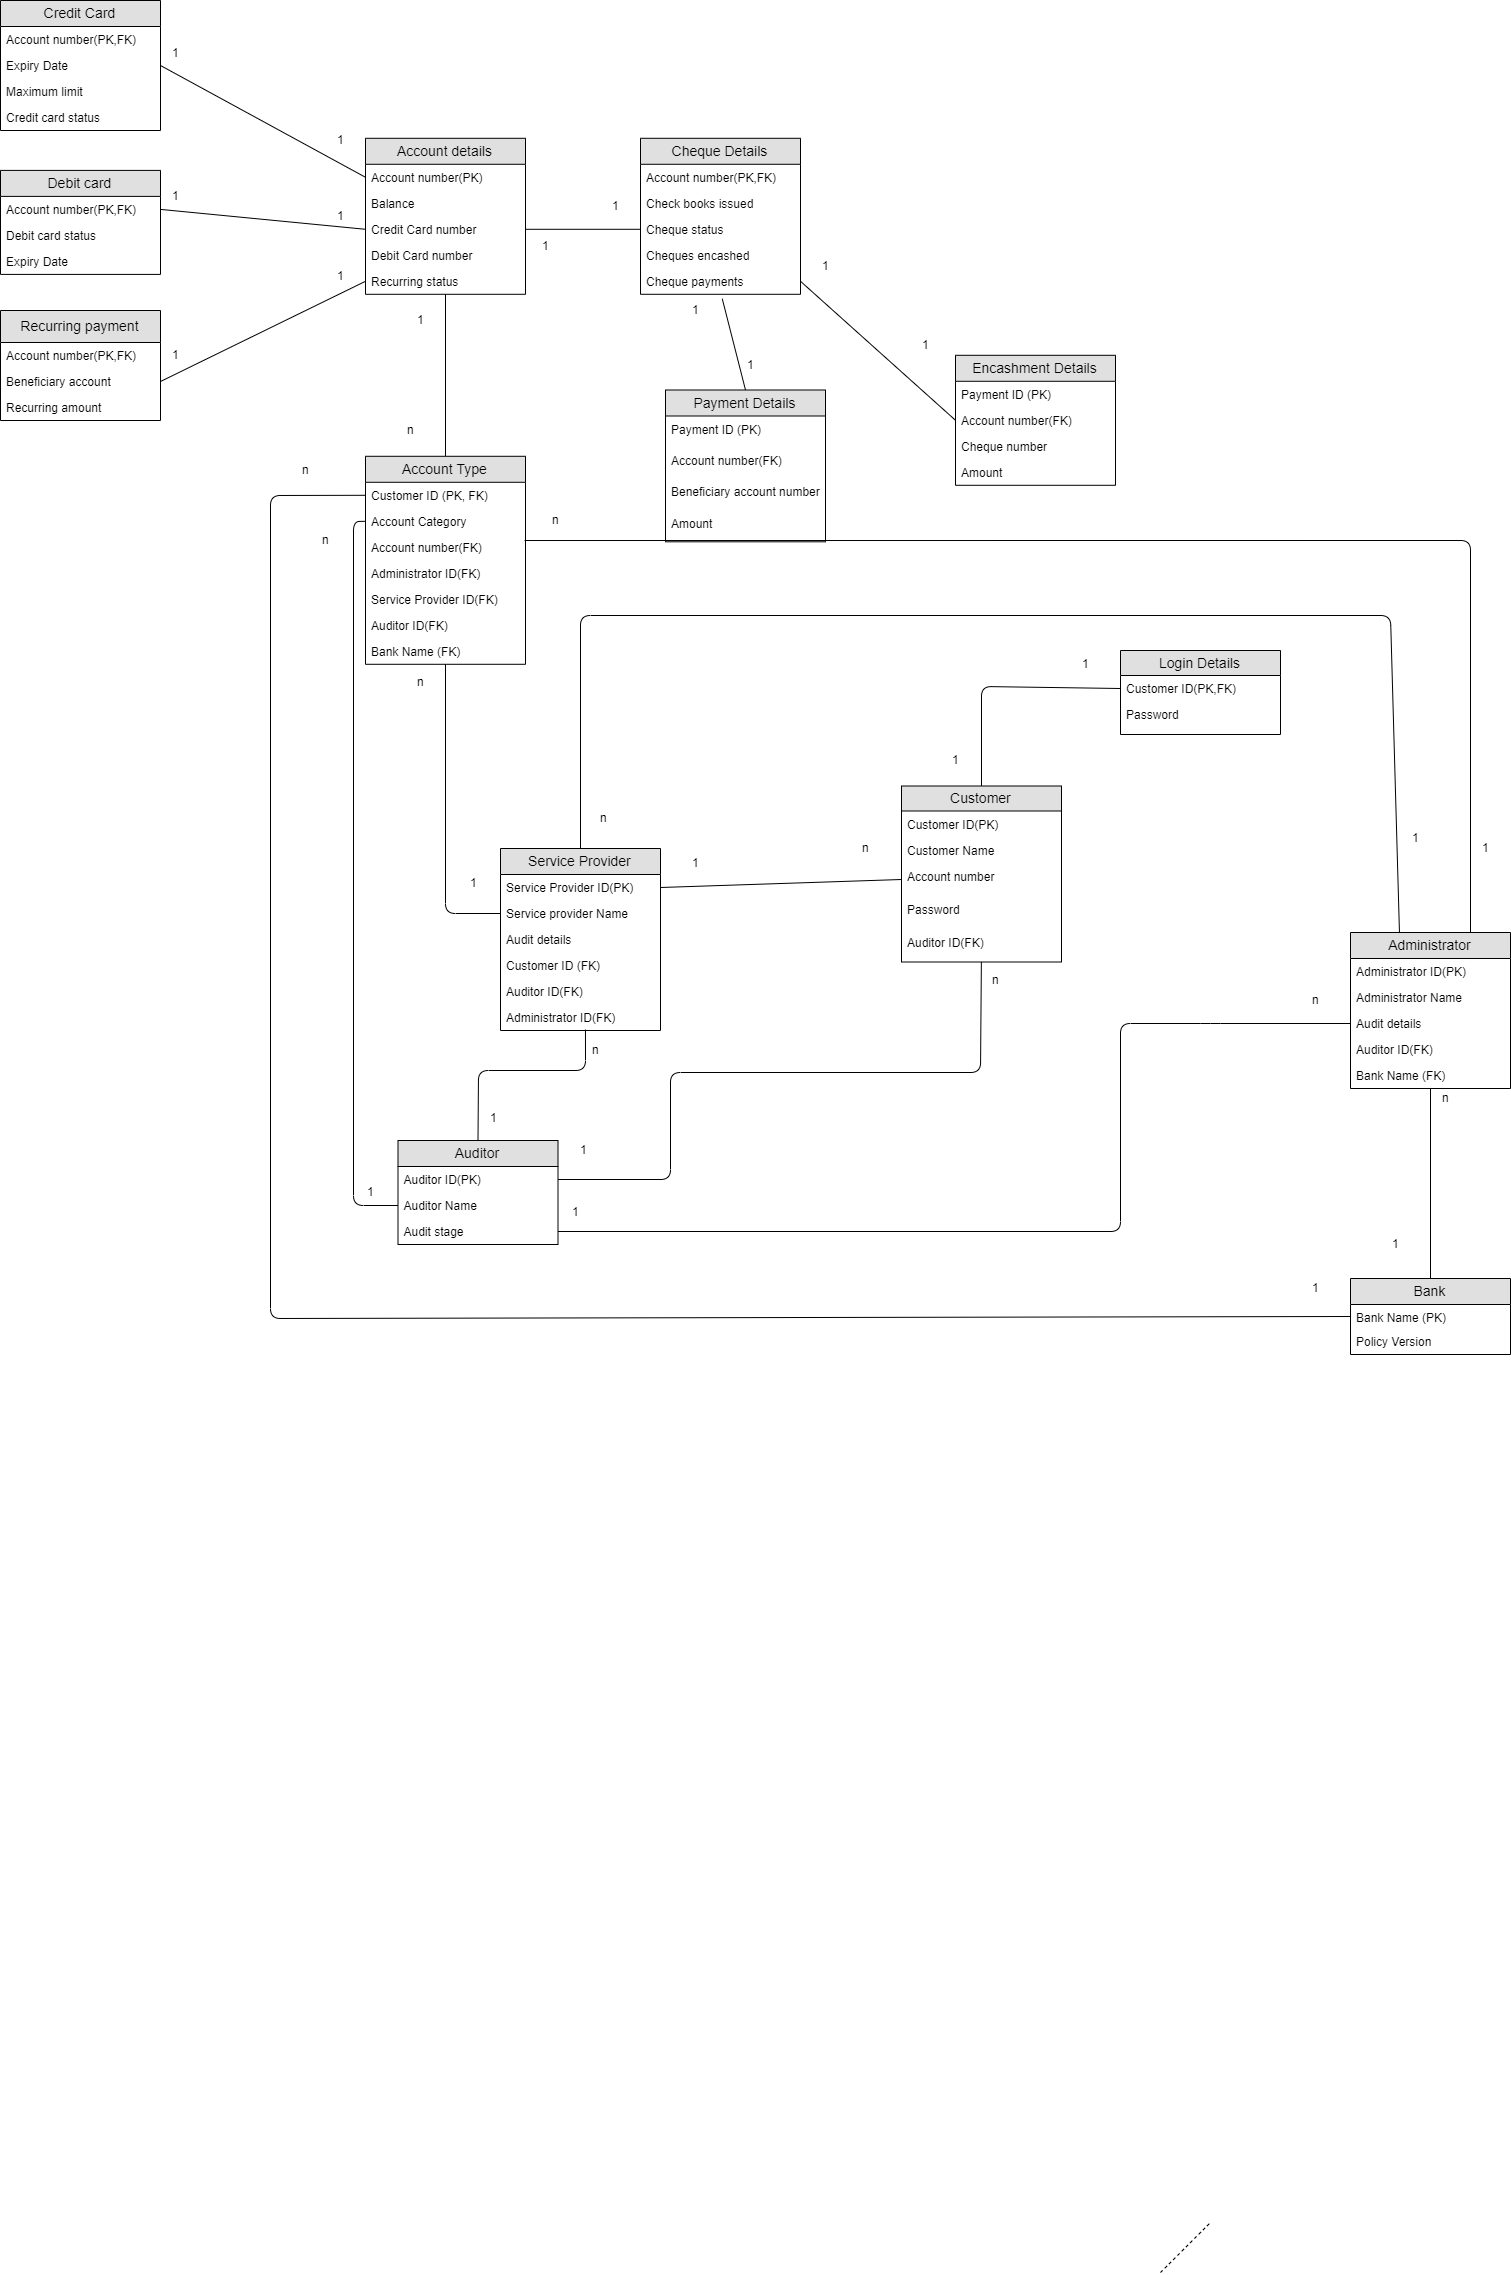 Credit Card
Account number(PK,FK)
Expiry Date
Maximum limit
Credit card status
1
1
Debit card
Account number(PK,FK)
Debit card status
Expiry Date
1
1
Recurring payment
Account number(PK,FK)
Beneficiary account
Recurring amount
1
1
Account details
Account number(PK)
Balance
Credit Card number
Debit Card number
Recurring status
1
1
Cheque Details
Account number(PK,FK)
Check books issued
Cheque status
Cheques encashed
Cheque payments
1
1
1
1
Payment Details
Payment ID (PK)
Account number(FK)
Beneficiary account number
Amount
Encashment Details
Payment ID (PK)
Account number(FK)
Cheque number
Amount
1
n
n
n
n
Account Type
Customer ID (PK, FK)
Account Category
Account number(FK)
Administrator ID(FK)
Service Provider ID(FK)
Auditor ID(FK)
Bank Name (FK)
n
1
Login Details
Customer ID(PK,FK)
Password
1
Customer
Customer ID(PK)
Customer Name
Account number
Password
Auditor ID(FK)
n
n
n
1
1
Service Provider
Service Provider ID(PK)
Service provider Name
Audit details
Customer ID (FK)
Auditor ID(FK)
Administrator ID(FK)
n
1
1
Administrator
Administrator ID(PK)
Administrator Name
Audit details
Auditor ID(FK)
Bank Name (FK)
n
n
1
1
1
1
Auditor
Auditor ID(PK)
Auditor Name
Audit stage
1
1
Bank
Bank Name (PK)
Policy Version